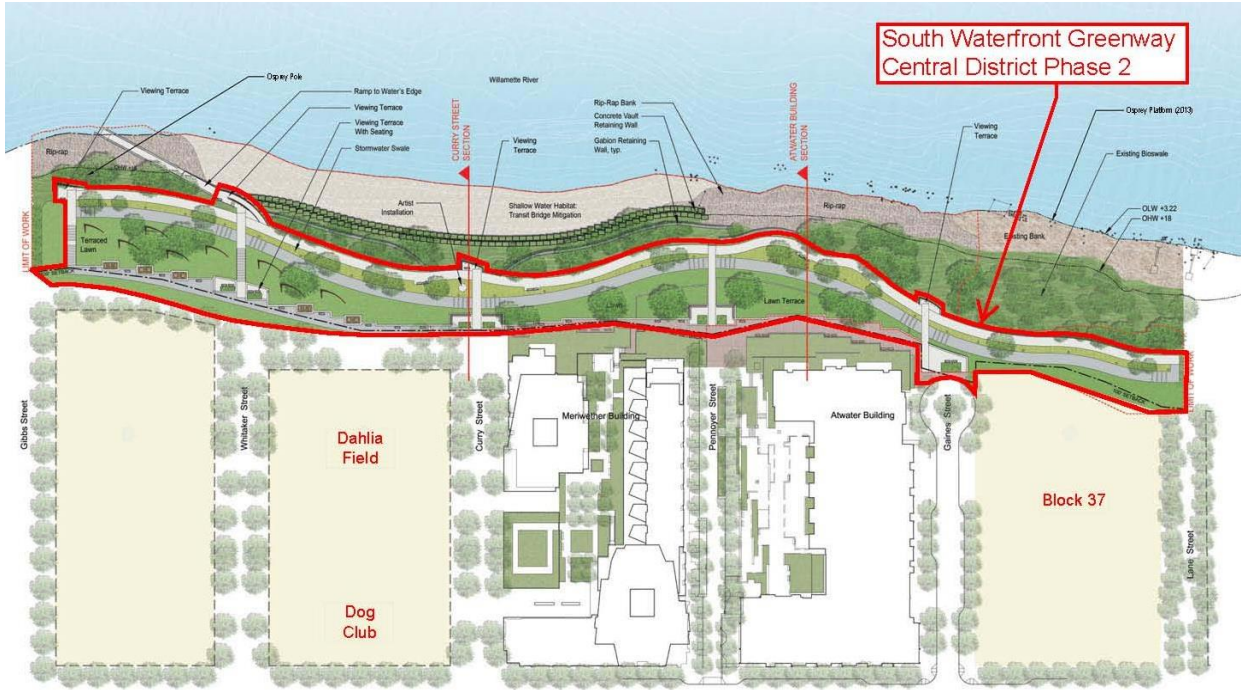 South Waterfront Greenway
Central District Phase 2
Osprey Pole
Willamette River
Viewing Terrace
Ramp to Water's Edge
Viewing Terrace
Viewing Terrace
With Seating
Stormwater Swale
CURRY STREET
SECTION
Viewing
Terrace
Rip-Rap Bank
Concrete Vault
Retaining Wall
Gabion Retaining
Wall, typ.
ATWATER BUILDING
SECTION
Viewing
Terrace
Osprey Platform (2013)
Existing Bioswale
Rip-rap
Artist
Installation
Shallow Water Habitat:
Transit Bridge Mitigation
Rip-rap
OLW +3.22
OHW +18
Existing Bank
LIMIT OF WORK
Terraced
Lawn
Lawn
Lawn Terrace
LIMIT OF WORK
Gibbs Street
Whitaker Street
Dahlia
Field
Dog
Club
Curry Street
Meriwether Building
Pennoyer Street
Atwater Building
Gaines Street
Block 37
Lane Street